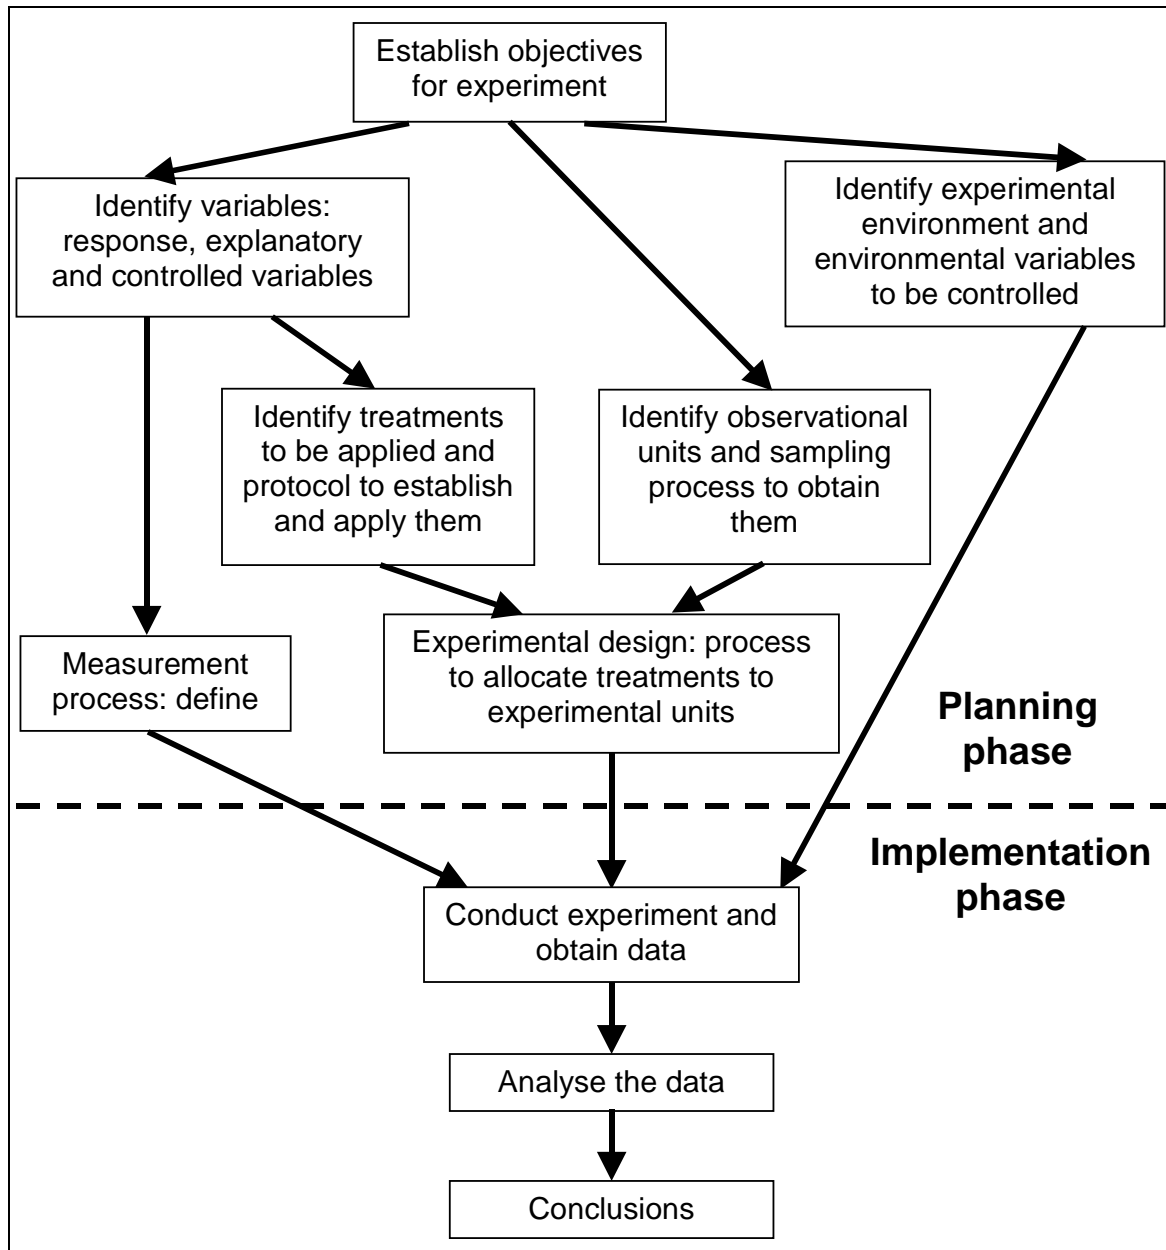 Establish objectives
for experiment
Identify variables:
response, explanatory
and controlled variables
Identify experimental
environment and
environmental variables
to be controlled
Identify treatments
to be applied and
protocol to establish
and apply them
Identify observational
units and sampling
process to obtain
them
Measurement
process: define
Experimental design: process
to allocate treatments to
experimental units
Planning
phase
Implementation
phase
Conduct experiment and
obtain data
Analyse the data
Conclusions